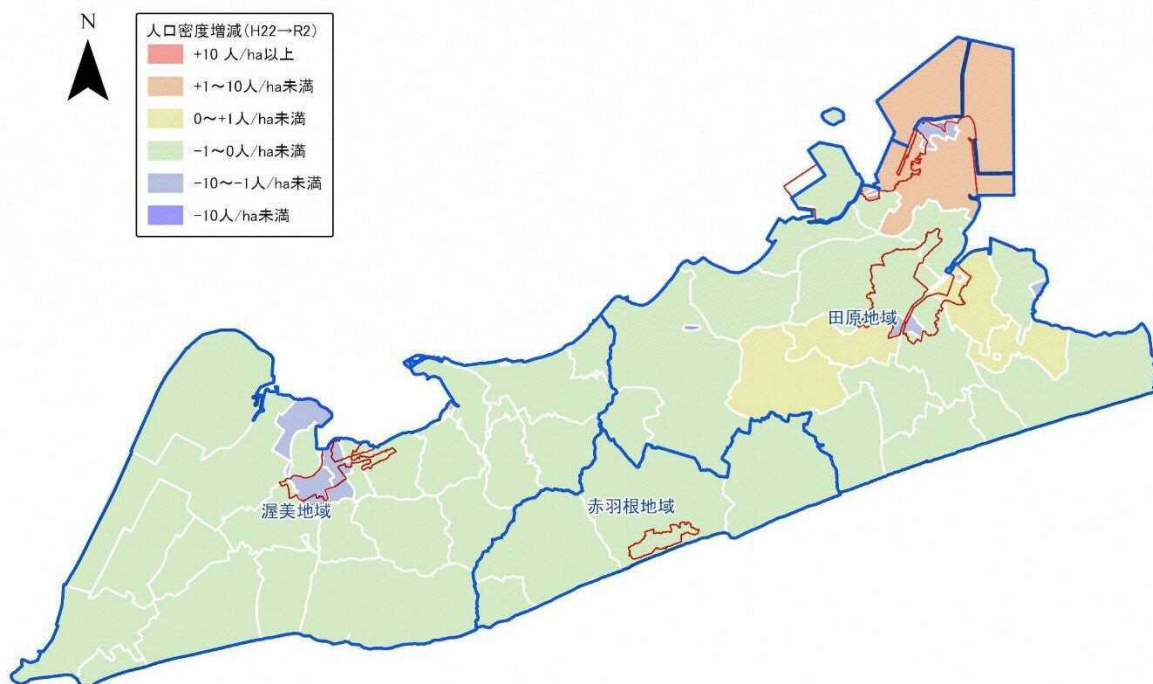 N
人口密度増減(H22→R2)
+10 人/ha以上
+1～10人/ha未満
0～+1人/ha未満
-1～0人/ha未満
-10～-1人/ha未満
-10人/ha未満
田原地域
赤羽根地域
渥美地域